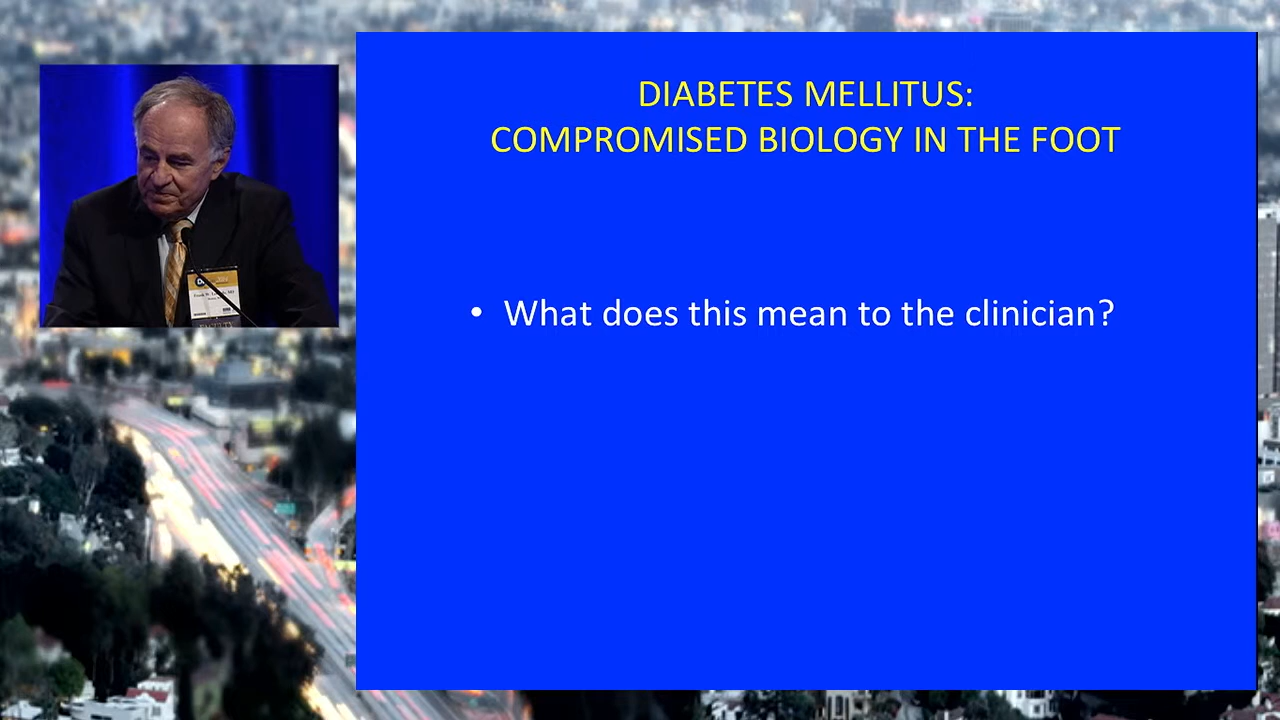 DIABETES MELLITUS:
COMPROMISED BIOLOGY IN THE FOOT
• What does this mean to the clinician?